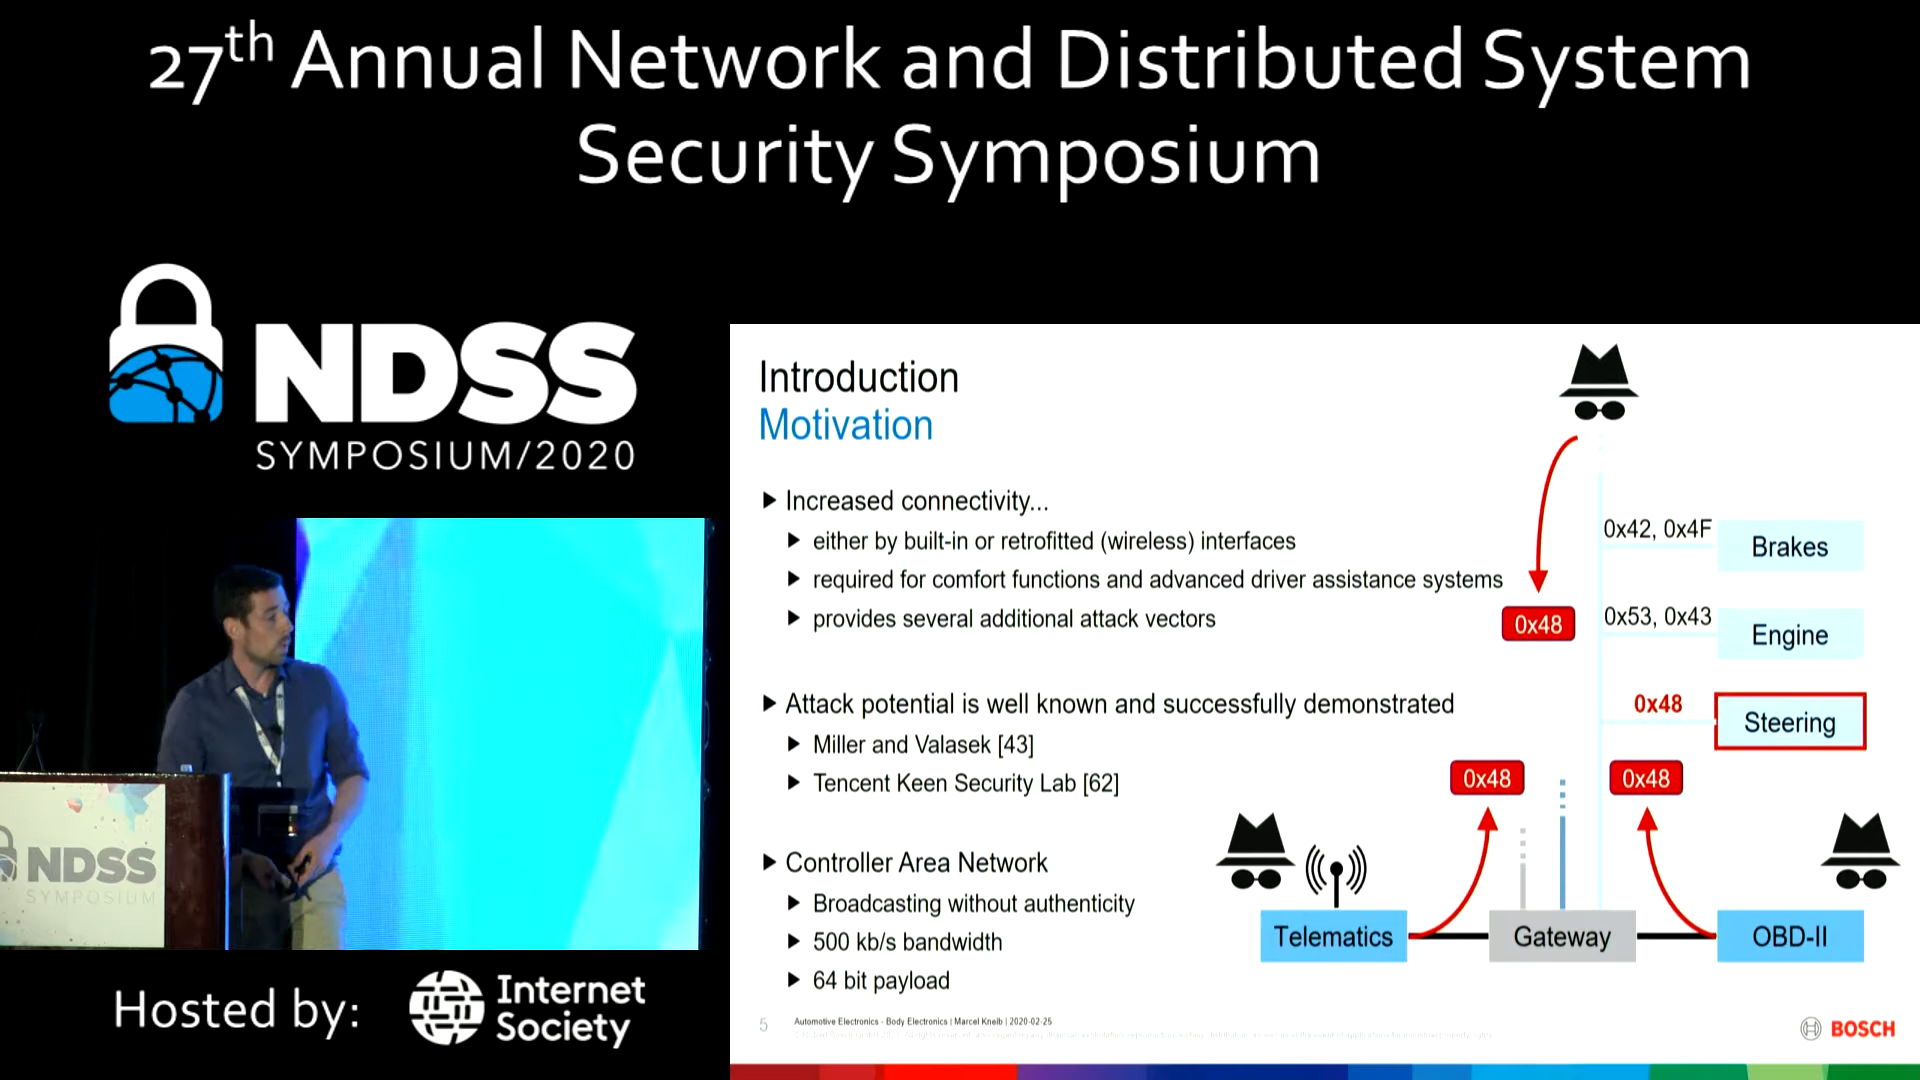 27th Annual Network and Distributed System
Security Symposium
NDSS
SYMPOSIUM/2020
Introduction
Motivation
Increased connectivity...
either by built-in or retrofitted (wireless) interfaces
required for comfort functions and advanced driver assistance systems
provides several additional attack vectors
Attack potential is well known and successfully demonstrated
Miller and Valasek [43]
Tencent Keen Security Lab [62]
Controller Area Network
Broadcasting without authenticity
500 kb/s bandwidth
64 bit payload
0x42, 0x4F
Brakes
0x48
0x53, 0x43
Engine
0x48
Steering
0x48
0x48
Telematics
Gateway
OBD-II
5
Automotive Electronics - Body Electronics | Marcel Kneib | 2020-02-25
BOSCH
NDSS
SYMPOSIUM
Hosted by:
Internet
Society